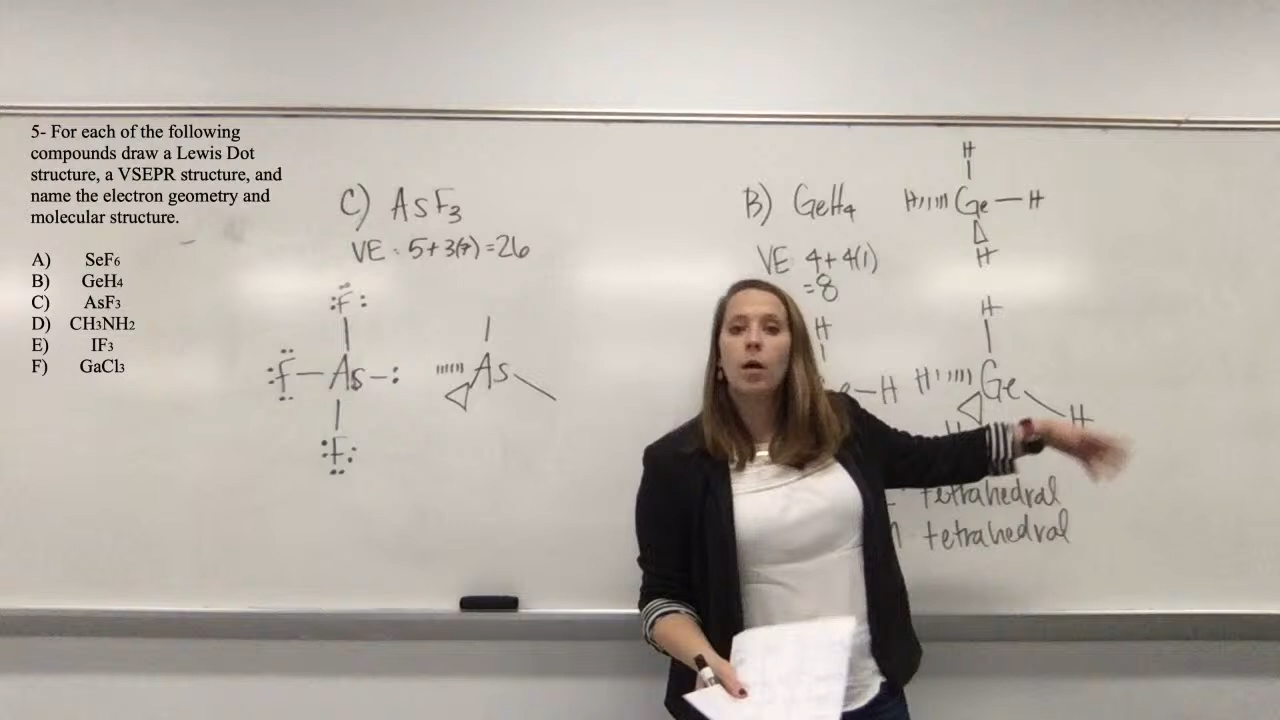 5- For each of the following
compounds draw a Lewis Dot
structure, a VSEPR structure, and
name the electron geometry and
molecular structure.
A) SeF6
B) GeH4
C) AsF3
D) CH3NH2
E) IF3
F) GaCl3
C) AsF3
VE: 5+3(7)=26
:F:
:F-As-:
:F:
As
B) GeH4
VE 4+4(1)
=8
H
e-H
H
H Ge-H
H
H
H Ge
H
H
tetrahedral
tetrahedral